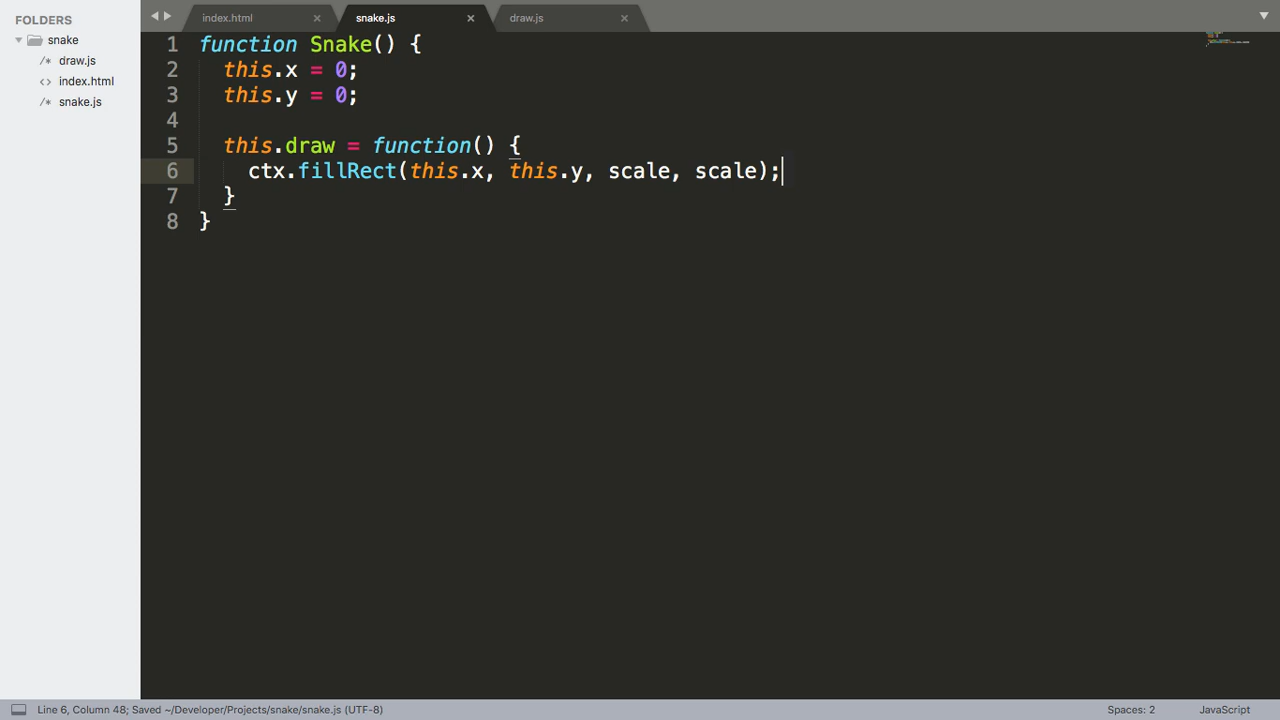 FOLDERS
snake
/* draw.js
<> index.html
/* snake.js
index.html × snake.js × draw.js ×
1 function Snake() {
2 this.x = 0;
3 this.y = 0;
4
5 this.draw = function() {
6 ctx.fillRect(this.x, this.y, scale, scale);
7 }
8 }
Line 6, Column 48; Saved ~/Developer/Projects/snake/snake.js (UTF-8) Spaces: 2 JavaScript